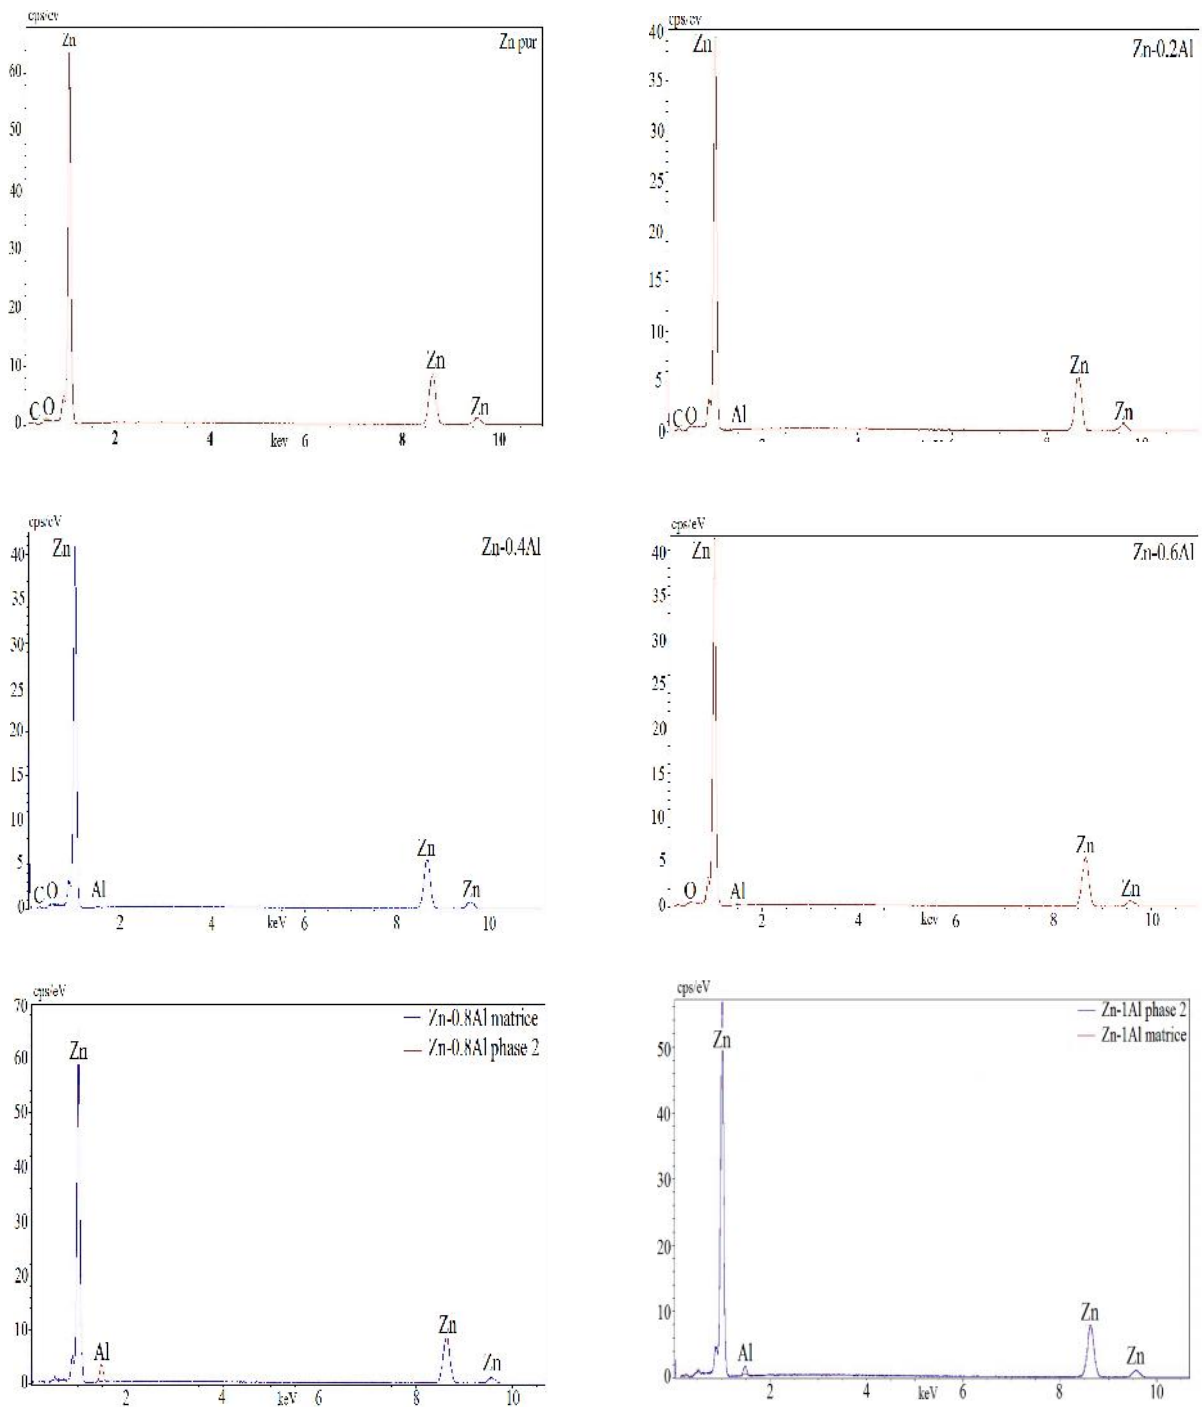 cps/cv
Zn
Zn pur
60
50
40
30
20
10
0
C O
Zn
Zn
2 4 kev 6 8 10
cps/cv
40
Zn
Zn-0.2Al
35
30
25
20
15
10
5
0
C O
Al
Zn
Zn
cps/eV
Zn
Zn-0.4Al
40
35
30
25
20
15
10
5
0
C O
Al
Zn
Zn
2 4 keV 6 8 10
cps/eV
Zn
Zn-0.6Al
40
35
30
25
20
15
10
5
0
O
Al
Zn
Zn
2 4 kev 6 8 10
cps/eV
70
Zn-0.8Al matrice
Zn-0.8Al phase 2
Zn
60
50
40
30
20
10
0
Al
Zn
Zn
2 4 keV 6 8 10
cps/eV
Zn-1Al phase 2
Zn-1Al matrice
Zn
50
40
30
20
10
0
Al
Zn
Zn
2 4 keV 6 8 10